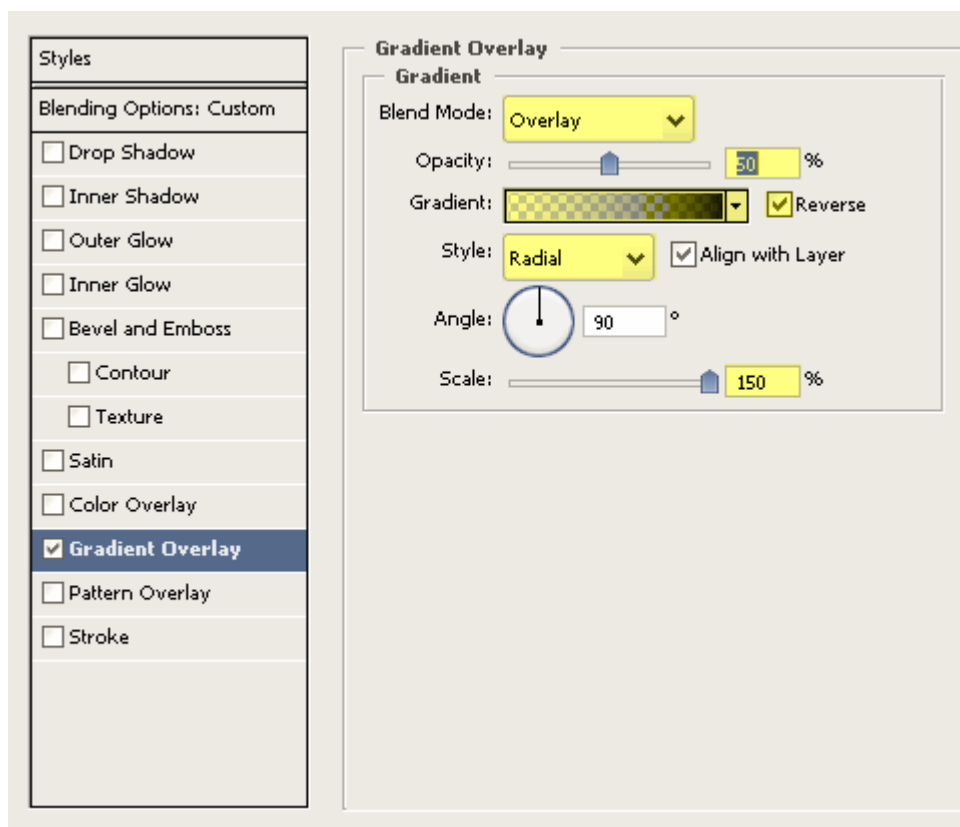 Styles
Blending Options: Custom
Drop Shadow
Inner Shadow
Outer Glow
Inner Glow
Bevel and Emboss
Contour
Texture
Satin
Color Overlay
Gradient Overlay
Pattern Overlay
Stroke
Gradient Overlay
Gradient
Blend Mode: Overlay
Opacity: 50 %
Gradient: Reverse
Style: Radial Align with Layer
Angle: 90 °
Scale: 150 %